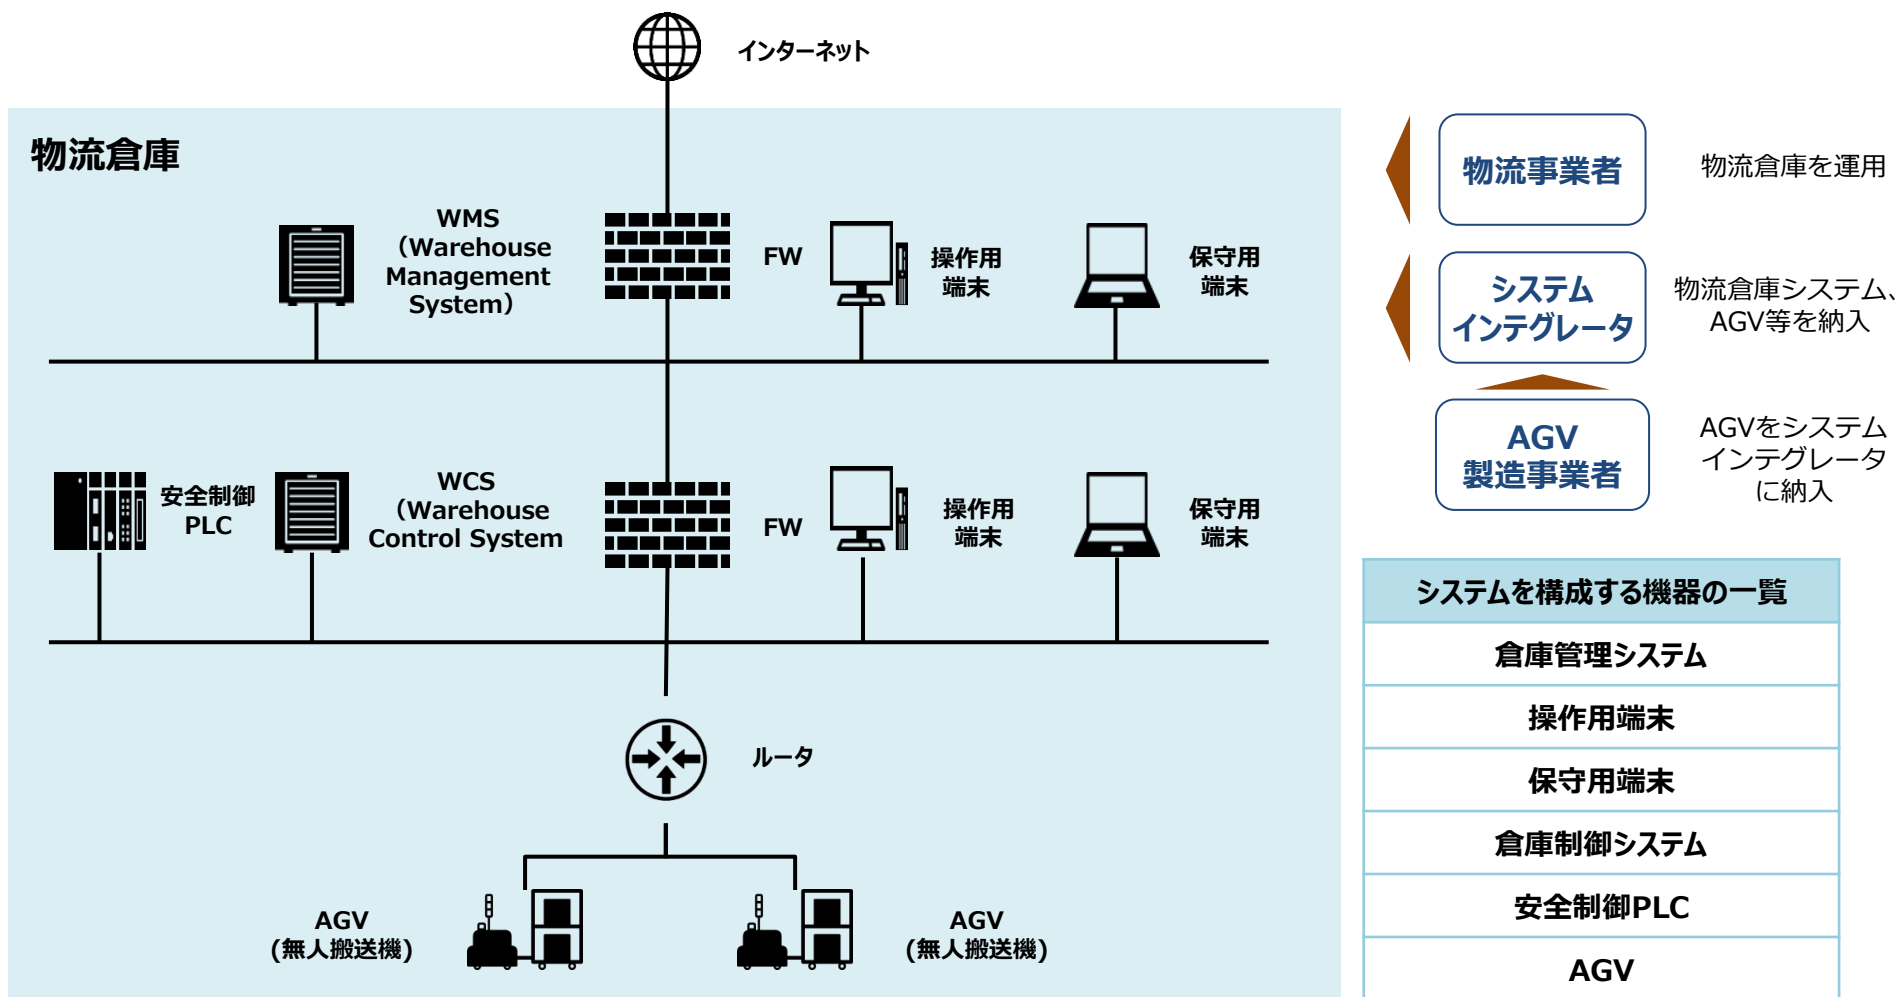 インターネット
物流倉庫
WMS
（Warehouse
Management
System）
FW
操作用
端末
保守用
端末
安全制御
PLC
WCS
（Warehouse
Control System
FW
操作用
端末
保守用
端末
ルータ
AGV
(無人搬送機)
AGV
(無人搬送機)
物流事業者
物流倉庫を運用
システム
インテグレータ
物流倉庫システム、
AGV等を納入
AGV
製造事業者
AGVをシステム
インテグレータ
に納入
システムを構成する機器の一覧
倉庫管理システム
操作用端末
保守用端末
倉庫制御システム
安全制御PLC
AGV